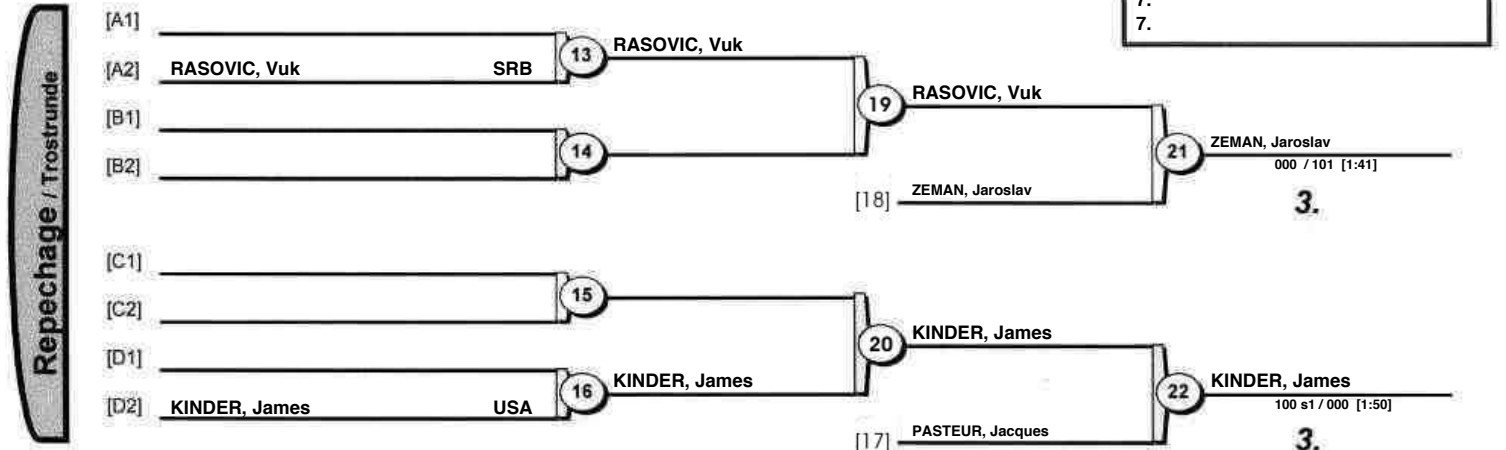 7.
7.
Repechage / Trostrunde
[A1]
[A2] RASOVIC, Vuk SRB
13
RASOVIC, Vuk
[B1]
[B2]
14
19
RASOVIC, Vuk
[18] ZEMAN, Jaroslav
21
ZEMAN, Jaroslav
000 / 101 [1:41]
3.
[C1]
[C2]
15
[D1]
[D2] KINDER, James USA
16
KINDER, James
20
KINDER, James
[17] PASTEUR, Jacques
22
KINDER, James
100 s1 / 000 [1:50]
3.